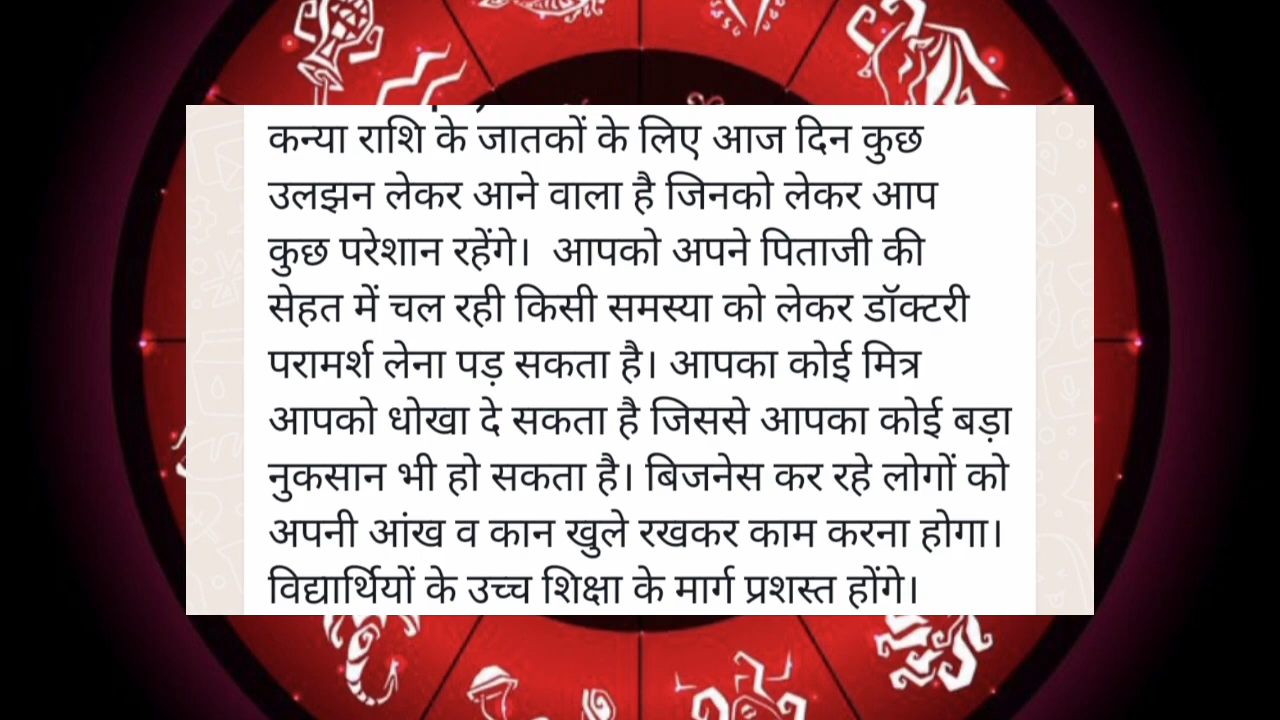 कन्या राशि के जातकों के लिए आज दिन कुछ
उलझन लेकर आने वाला है जिनको लेकर आप
कुछ परेशान रहेंगे। आपको अपने पिताजी की
सेहत में चल रही किसी समस्या को लेकर डॉक्टरी
परामर्श लेना पड़ सकता है। आपका कोई मित्र
आपको धोखा दे सकता है जिससे आपका कोई बड़ा
नुकसान भी हो सकता है। बिजनेस कर रहे लोगों को
अपनी आंख व कान खुले रखकर काम करना होगा।
विद्यार्थियों के उच्च शिक्षा के मार्ग प्रशस्त होंगे।